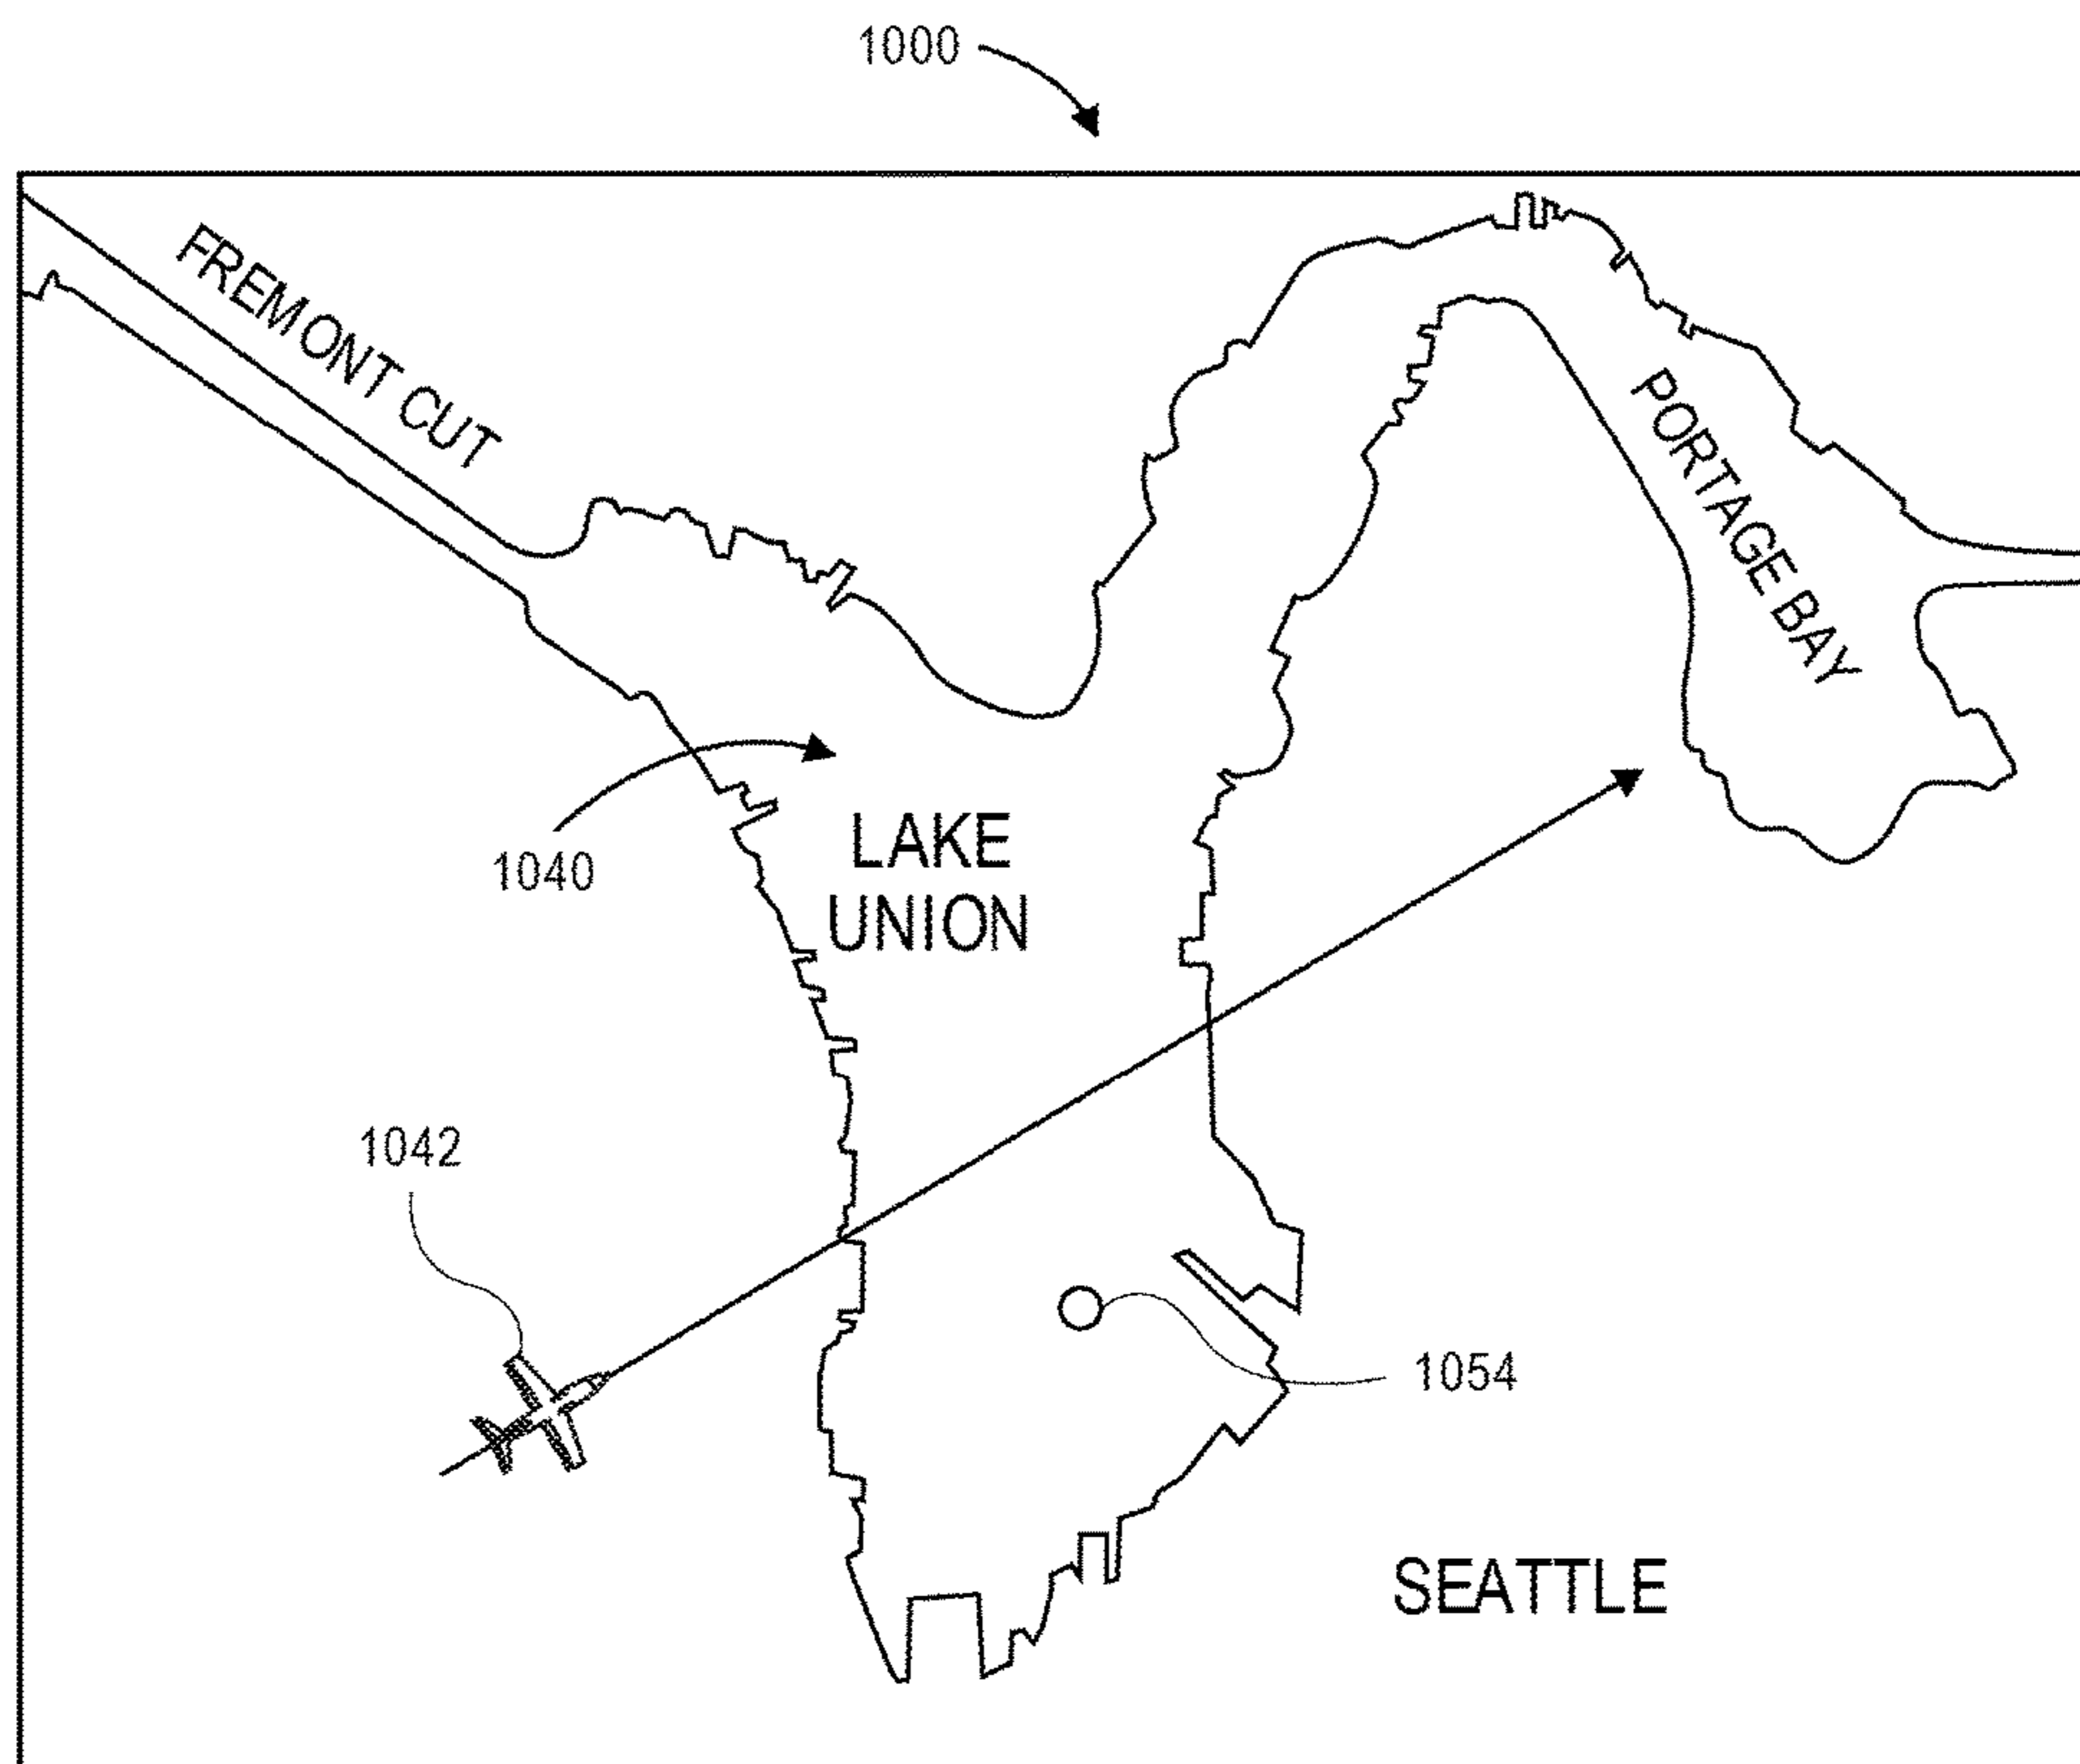 1000
FREMONT CUT
PORTAGE BAY
1040
LAKE
UNION
1042
1054
SEATTLE